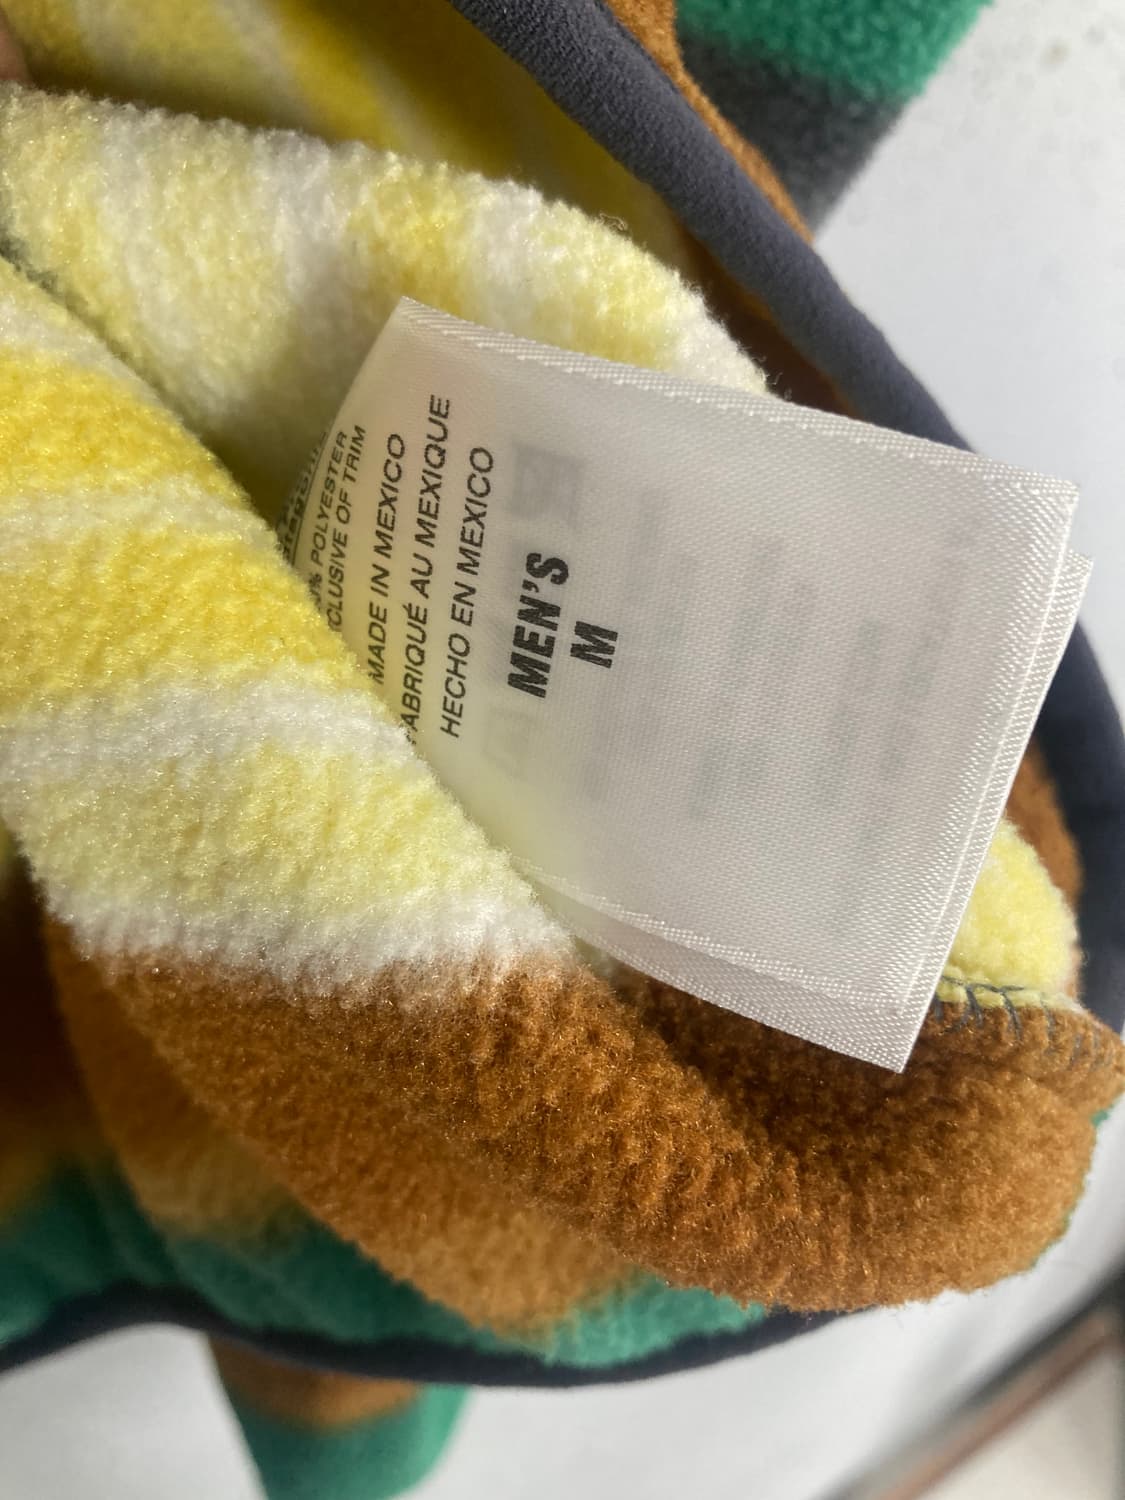 % POLYESTER
CLUSIVE OF TRIM
MADE IN MEXICO
FABRIQUÉ AU MEXIQUE
HECHO EN MEXICO
MEN'S
M